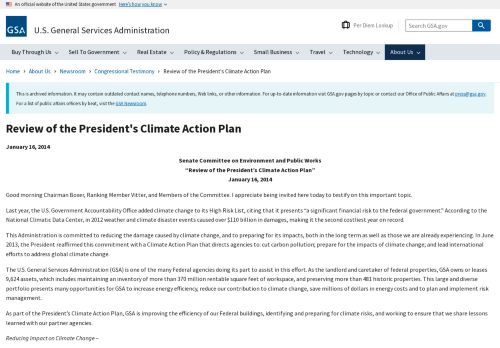 An official website of the United States government Here's how you know
GSA U.S. General Services Administration
Per Diem Lookup
Search GSA.gov
Buy Through Us Sell To Government Real Estate Policy & Regulations Small Business Travel Technology About Us
Home › About Us › Newsroom › Congressional Testimony › Review of the President's Climate Action Plan
This is archived information. It may contain outdated contact names, telephone numbers, Web links, or other information. For up-to-date information visit GSA.gov pages by topic or contact our Office of Public Affairs at press@gsa.gov.
For a list of public affairs officers by beat, visit the GSA Newsroom.
Review of the President's Climate Action Plan
January 16, 2014
Senate Committee on Environment and Public Works
"Review of the President's Climate Action Plan"
January 16, 2014
Good morning Chairman Boxer, Ranking Member Vitter, and Members of the Committee. I appreciate being invited here today to testify on this important topic.
Last year, the U.S. Government Accountability Office added climate change to its High Risk List, citing that it presents "a significant financial risk to the federal government." According to the
National Climatic Data Center, in 2012 weather and climate disaster events caused over $110 billion in damages, making it the second costliest year on record.
This Administration is committed to reducing the damage caused by climate change, and to preparing for its impacts, both in the long term as well as those we are already experiencing. In June
2013, the President reaffirmed this commitment with a Climate Action Plan that directs agencies to: cut carbon pollution; prepare for the impacts of climate change; and lead international
efforts to address global climate change.
The U.S. General Services Administration (GSA) is one of the many Federal agencies doing its part to assist in this effort. As the landlord and caretaker of federal properties, GSA owns or leases
9,624 assets, which includes maintaining an inventory of more than 370 million rentable square feet of workspace, and preserving more than 481 historic properties. This large and diverse
portfolio presents many opportunities for GSA to increase energy efficiency, reduce our contribution to climate change, save millions of dollars in energy costs and to plan and implement risk
management.
As part of the President's Climate Action Plan, GSA is improving the efficiency of our Federal buildings, identifying and preparing for climate risks, and working to ensure that we share lessons
learned with our partner agencies.
Reducing Impact on Climate Change –